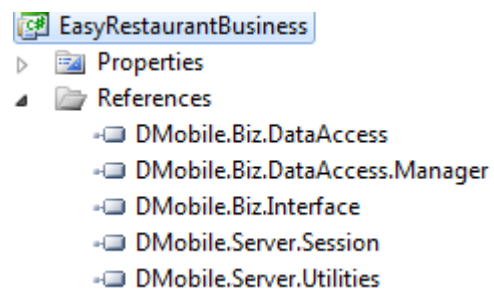 EasyRestaurantBusiness
Properties
References
DMobile.Biz.DataAccess
DMobile.Biz.DataAccess.Manager
DMobile.Biz.Interface
DMobile.Server.Session
DMobile.Server.Utilities